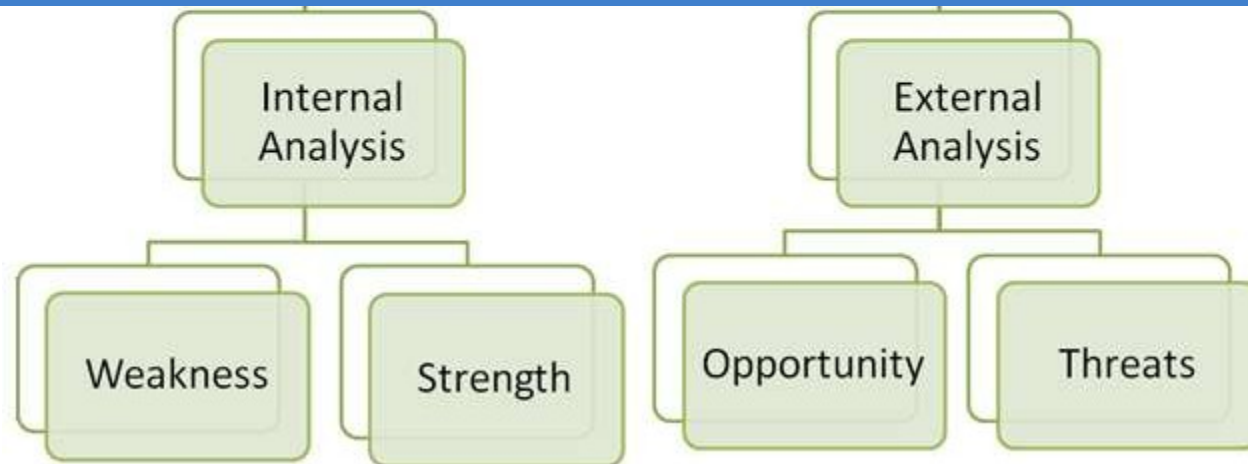 Internal
Analysis
External
Analysis
Weakness
Strength
Opportunity
Threats